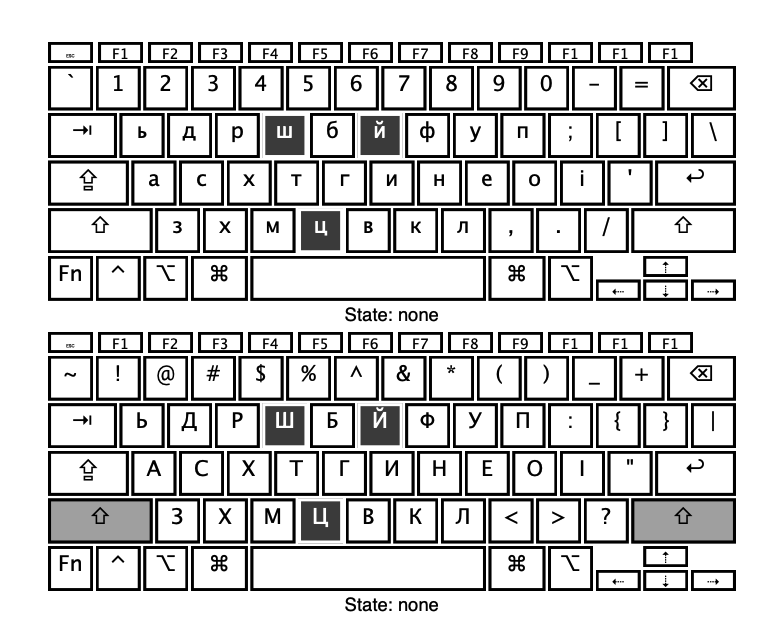 esc F1 F2 F3 F4 F5 F6 F7 F8 F9 F1 F1 F1
` 1 2 3 4 5 6 7 8 9 0 - = ⌫
⇥ ь д р ш б й ф у п ; [ ] \
⇪ а с х т г и н е о і ' ↩
⇧ з х м ц в к л , . / ⇧
Fn ^ ⌥ ⌘ ⌘ ⌥ ⇠ ⇡ ⇣ ⇢
State: none
esc F1 F2 F3 F4 F5 F6 F7 F8 F9 F1 F1 F1
~ ! @ # $ % ^ & * ( ) _ + ⌫
⇥ Ь Д Р Ш Б Й Ф У П : { } |
⇪ А С Х Т Г И Н Е О І " ↩
⇧ З Х М Ц В К Л < > ? ⇧
Fn ^ ⌥ ⌘ ⌘ ⌥ ⇠ ⇡ ⇣ ⇢
State: none